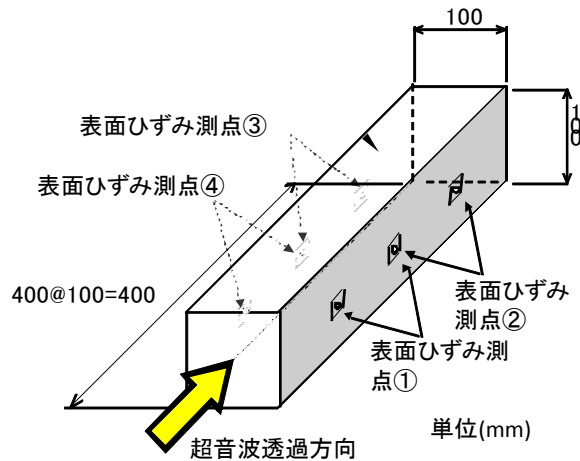 100
100
表面ひずみ測点③
表面ひずみ測点④
400@100=400
表面ひずみ
測点②
表面ひずみ測
点①
単位(mm)
超音波透過方向